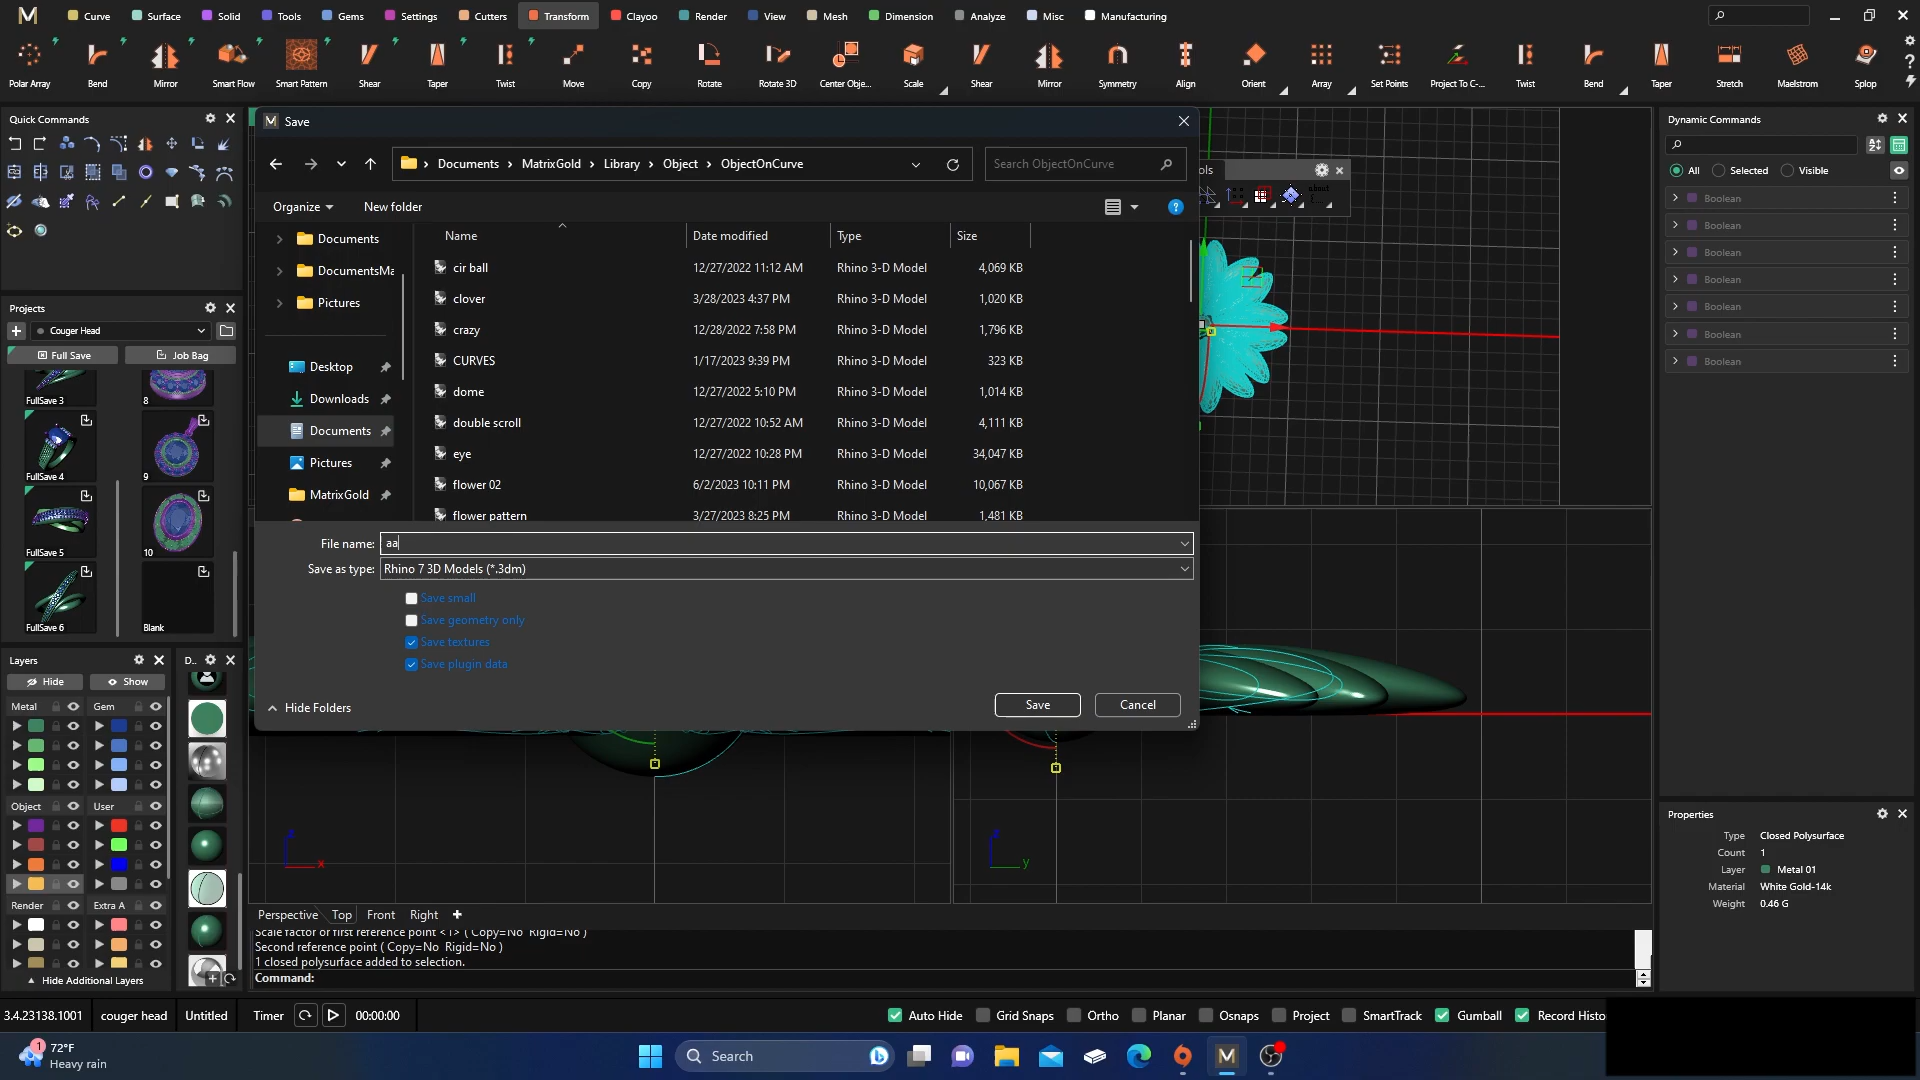 Curve Surface Solid Tools Gems Settings Cutters Transform Clayoo Render View Mesh Dimension Analyze Misc Manufacturing
Polar Array Bend Mirror Smart Flow Smart Pattern Shear Taper Twist Move Copy Rotate Rotate 3D Center Obje... Scale Shear Mirror Symmetry Align Orient Array Set Points Project To C-... Twist Bend Taper Stretch Maelstrom Splop
Quick Commands
Projects
Couger Head
Full Save Job Bag
FullSave 3 8
FullSave 4 9
FullSave 5 10
FullSave 6 Blank
Layers D..
Hide Show
Metal Gem
Object User
Render Extra A
Hide Additional Layers
Save
Documents > MatrixGold > Library > Object > ObjectOnCurve
Search ObjectOnCurve
Organize New folder
Documents
DocumentsMa
Pictures
Desktop
Downloads
Documents
Pictures
MatrixGold
Name Date modified Type Size
cir ball 12/27/2022 11:12 AM Rhino 3-D Model 4,069 KB
clover 3/28/2023 4:37 PM Rhino 3-D Model 1,020 KB
crazy 12/28/2022 7:58 PM Rhino 3-D Model 1,796 KB
CURVES 1/17/2023 9:39 PM Rhino 3-D Model 323 KB
dome 12/27/2022 5:10 PM Rhino 3-D Model 1,014 KB
double scroll 12/27/2022 10:52 AM Rhino 3-D Model 4,111 KB
eye 12/27/2022 10:28 PM Rhino 3-D Model 34,047 KB
flower 02 6/2/2023 10:11 PM Rhino 3-D Model 10,067 KB
flower pattern 3/27/2023 8:25 PM Rhino 3-D Model 1,481 KB
File name: aa
Save as type: Rhino 7 3D Models (*.3dm)
Save small
Save geometry only
Save textures
Save plugin data
Hide Folders
Save Cancel
ols
x
y
Dynamic Commands
All Selected Visible
Boolean
Boolean
Boolean
Boolean
Boolean
Boolean
Boolean
Properties
Type Closed Polysurface
Count 1
Layer Metal 01
Material White Gold-14k
Weight 0.46 G
Perspective Top Front Right
Scale factor or first reference point <1> ( Copy=No Rigid=No )
Second reference point ( Copy=No Rigid=No )
1 closed polysurface added to selection.
Command:
3.4.23138.1001 couger head Untitled Timer 00:00:00 Auto Hide Grid Snaps Ortho Planar Osnaps Project SmartTrack Gumball Record Histo
1
72°F
Heavy rain
Search